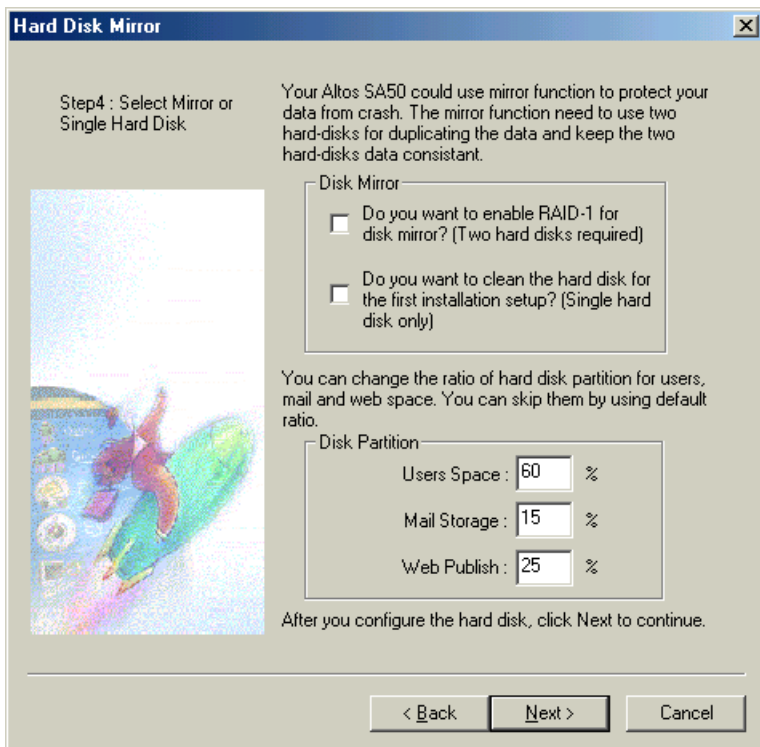 Hard Disk Mirror
Step4 : Select Mirror or
Single Hard Disk
Your Altos SA50 could use mirror function to protect your
data from crash. The mirror function need to use two
hard-disks for duplicating the data and keep the two
hard-disks data consistant.
Disk Mirror
Do you want to enable RAID-1 for
disk mirror? (Two hard disks required)
Do you want to clean the hard disk for
the first installation setup? (Single hard
disk only)
You can change the ratio of hard disk partition for users,
mail and web space. You can skip them by using default
ratio.
Disk Partition
Users Space : 60 %
Mail Storage : 15 %
Web Publish : 25 %
After you configure the hard disk, click Next to continue.
< Back Next > Cancel